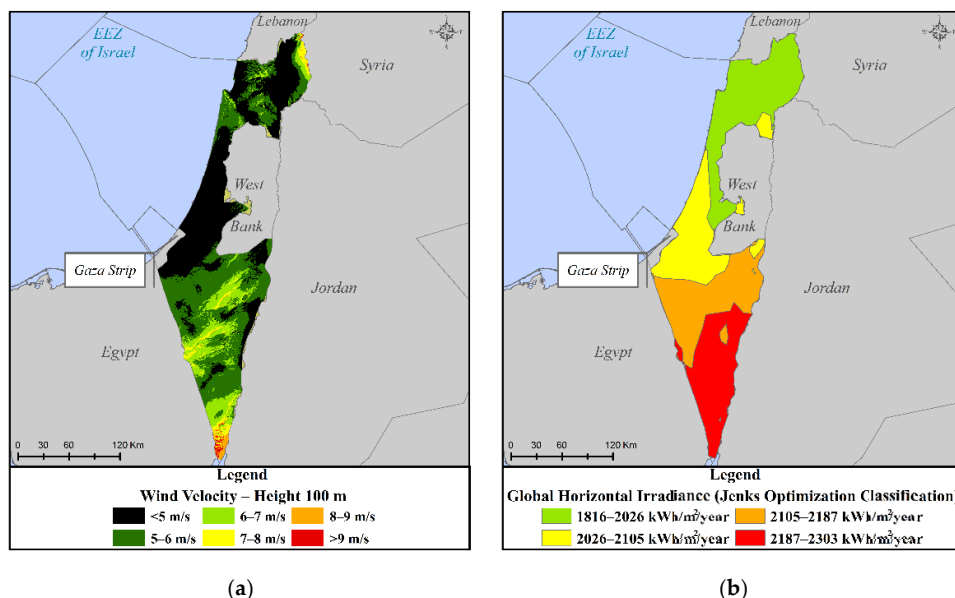 Lebanon
EEZ
of Israel
Syria
West
Bank
Gaza Strip
Jordan
Egypt
0 30 60 120 Km
Legend
Wind Velocity – Height 100 m
<5 m/s 6–7 m/s 8–9 m/s
5–6 m/s 7–8 m/s >9 m/s
(a)
Lebanon
EEZ
of Israel
Syria
West
Bank
Gaza Strip
Jordan
Egypt
0 30 60 120 Km
Legend
Global Horizontal Irradiance (Jenks Optimization Classification)
1816–2026 kWh/m²/year 2105–2187 kWh/m²/year
2026–2105 kWh/m²/year 2187–2303 kWh/m²/year
(b)